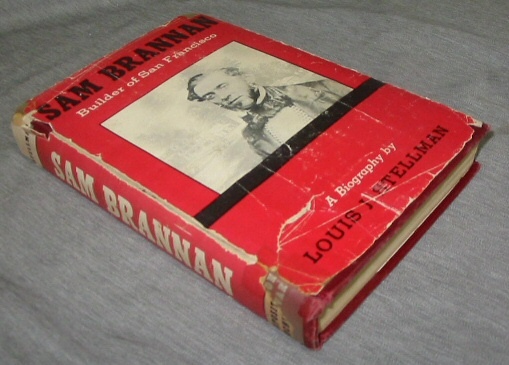 SAM BRANNAN
Builder of San Francisco
A Biography by
LOUIS J. STELLMAN
SAM BRANNAN